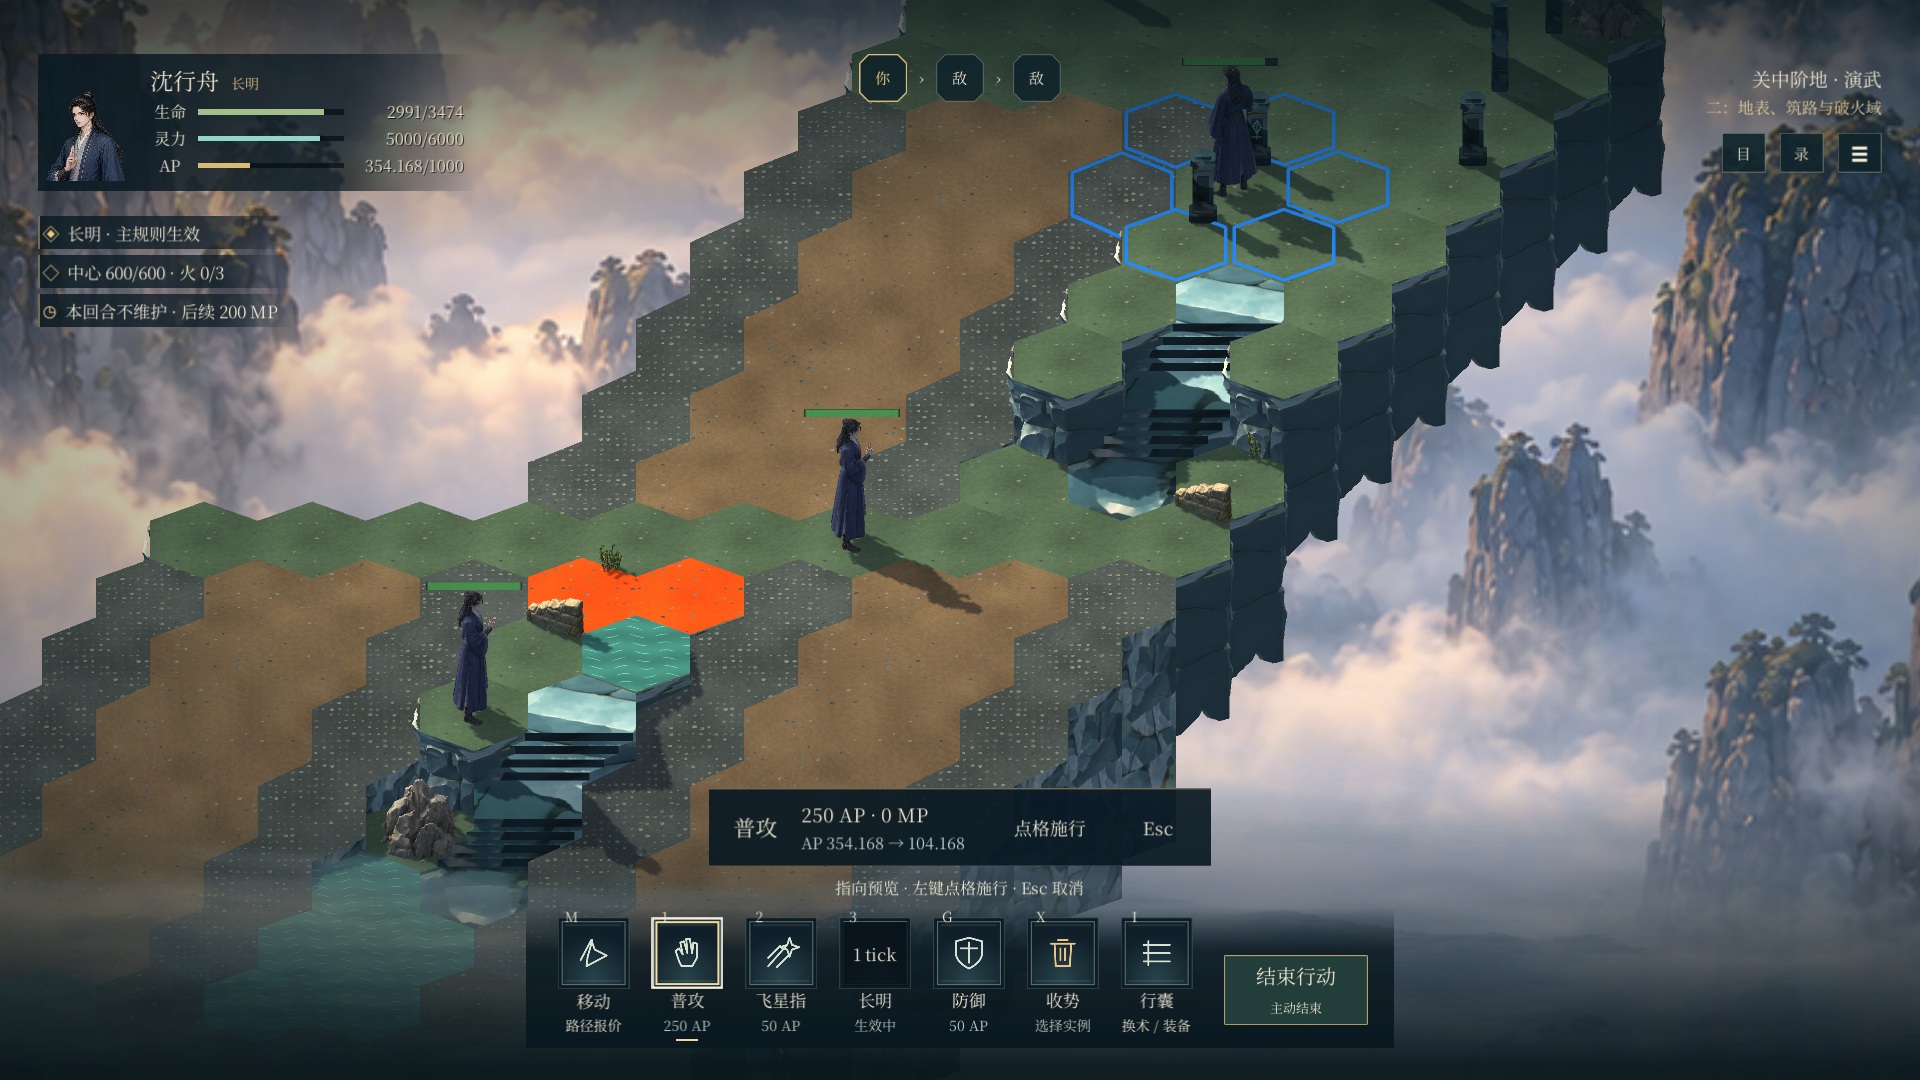 沈行舟 长明
生命 2991/3474
灵力 5000/6000
AP 354.168/1000
长明 · 主规则生效
中心 600/600 · 火 0/3
本回合不维护 · 后续 200 MP
你 › 敌 › 敌
关中阶地 · 演武
二：地表、筑路与破火域
目 录 ☰
普攻 250 AP · 0 MP 点格施行 Esc
AP 354.168 → 104.168
指向预览 · 左键点格施行 · Esc 取消
M 1 2 3 G X I
1 tick
移动 普攻 飞星指 长明 防御 收势 行囊
路径报价 250 AP 50 AP 生效中 50 AP 选择实例 换术 / 装备
结束行动
主动结束